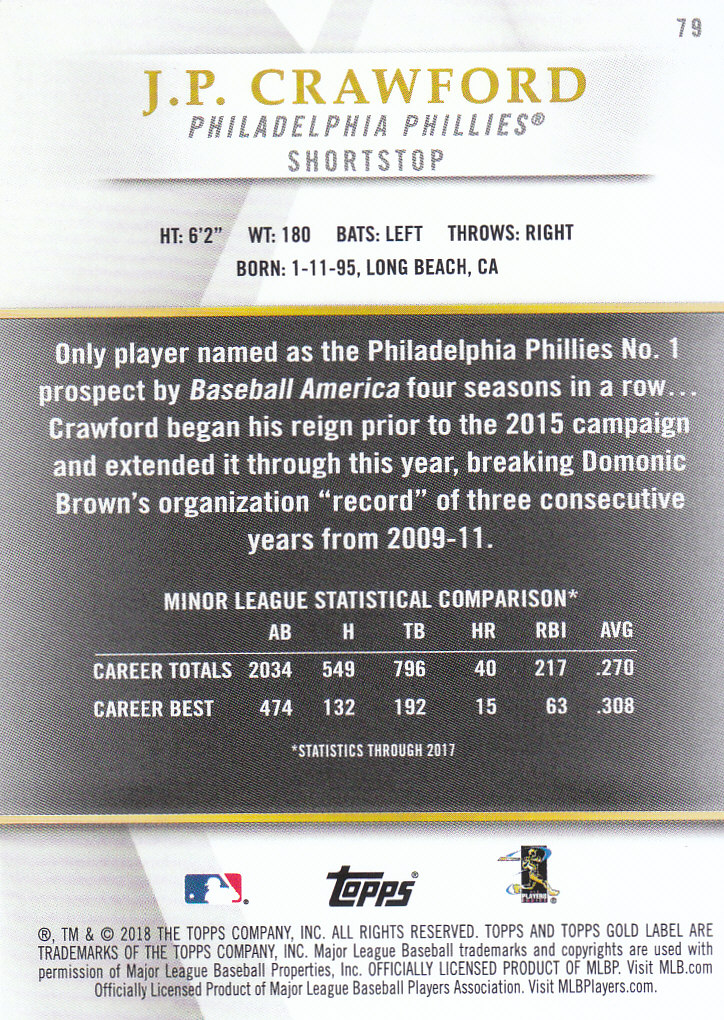 79
J.P. CRAWFORD
PHILADELPHIA PHILLIES®
SHORTSTOP
HT: 6'2" WT: 180 BATS: LEFT THROWS: RIGHT
BORN: 1-11-95, LONG BEACH, CA
Only player named as the Philadelphia Phillies No. 1
prospect by Baseball America four seasons in a row...
Crawford began his reign prior to the 2015 campaign
and extended it through this year, breaking Domonic
Brown's organization “record” of three consecutive
years from 2009-11.
MINOR LEAGUE STATISTICAL COMPARISON*
AB H TB HR RBI AVG
CAREER TOTALS 2034 549 796 40 217 .270
CAREER BEST 474 132 192 15 63 .308
*STATISTICS THROUGH 2017
topps®
PLAYERS
®, TM & © 2018 THE TOPPS COMPANY, INC. ALL RIGHTS RESERVED. TOPPS AND TOPPS GOLD LABEL ARE
TRADEMARKS OF THE TOPPS COMPANY, INC. Major League Baseball trademarks and copyrights are used with
permission of Major League Baseball Properties, Inc. OFFICIALLY LICENSED PRODUCT OF MLBP. Visit MLB.com
Officially Licensed Product of Major League Baseball Players Association. Visit MLBPlayers.com.